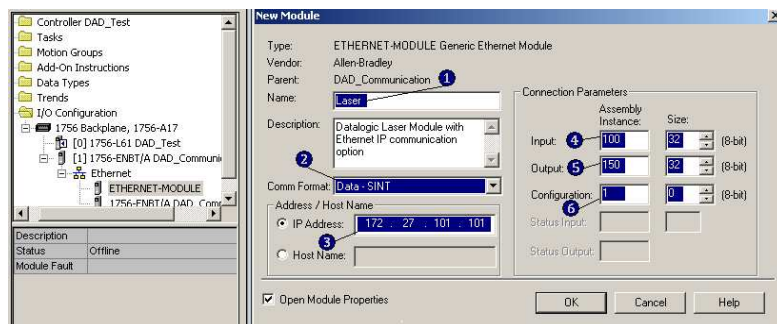 Controller DAD_Test
Tasks
Motion Groups
Add-On Instructions
Data Types
Trends
I/O Configuration
1756 Backplane, 1756-A17
[0] 1756-L61 DAD_Test
[1] 1756-ENBT/A DAD_Communi
Ethernet
ETHERNET-MODULE
1756-ENBT/A DAD_Comm
Description
Status Offline
Module Fault
New Module
Type: ETHERNET-MODULE Generic Ethernet Module
Vendor: Allen-Bradley
Parent: DAD_Communication 1
Name: Laser
Description: Datalogic Laser Module with
Ethernet IP communication
option
2
Comm Format: Data - SINT
Address / Host Name
IP Address: 172 . 27 . 101 . 101
3
Host Name:
Connection Parameters
Assembly
Instance: Size:
Input: 4 100 32 (8-bit)
Output: 5 150 32 (8-bit)
Configuration: 1 0 (8-bit)
6
Status Input:
Status Output:
Open Module Properties
OK Cancel Help